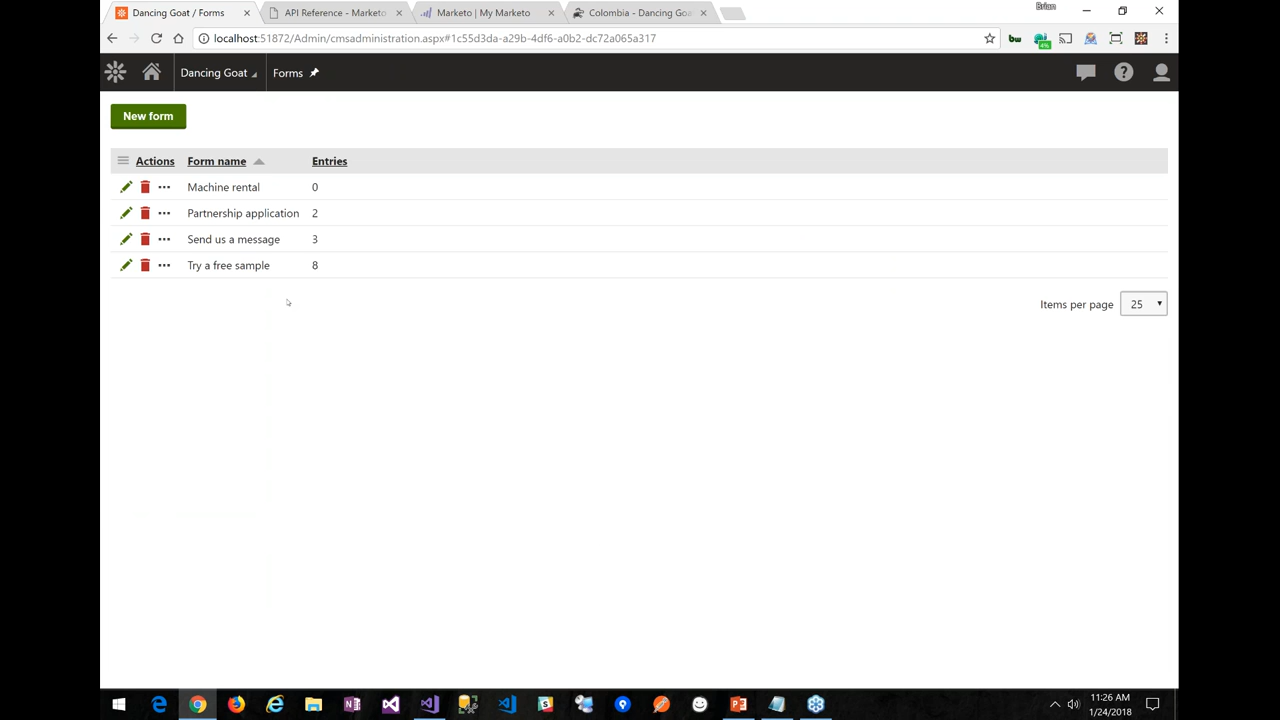 Dancing Goat / Forms
API Reference - Marketo
Marketo | My Marketo
Colombia - Dancing Goa
Brian
localhost:51872/Admin/cmsadministration.aspx#1c55d3da-a29b-4df6-a0b2-dc72a065a317
4%
Dancing Goat
Forms
New form
Actions Form name Entries
Machine rental 0
Partnership application 2
Send us a message 3
Try a free sample 8
Items per page 25
11:26 AM
1/24/2018